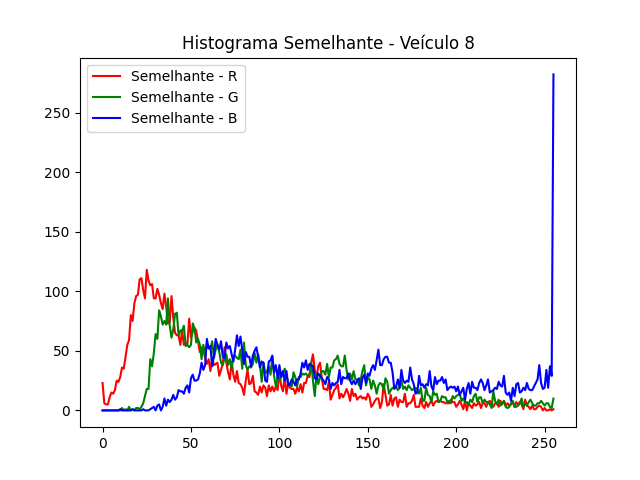 Histograma Semelhante - Veículo 8
Semelhante - R
Semelhante - G
Semelhante - B
250
200
150
100
50
0
0 50 100 150 200 250